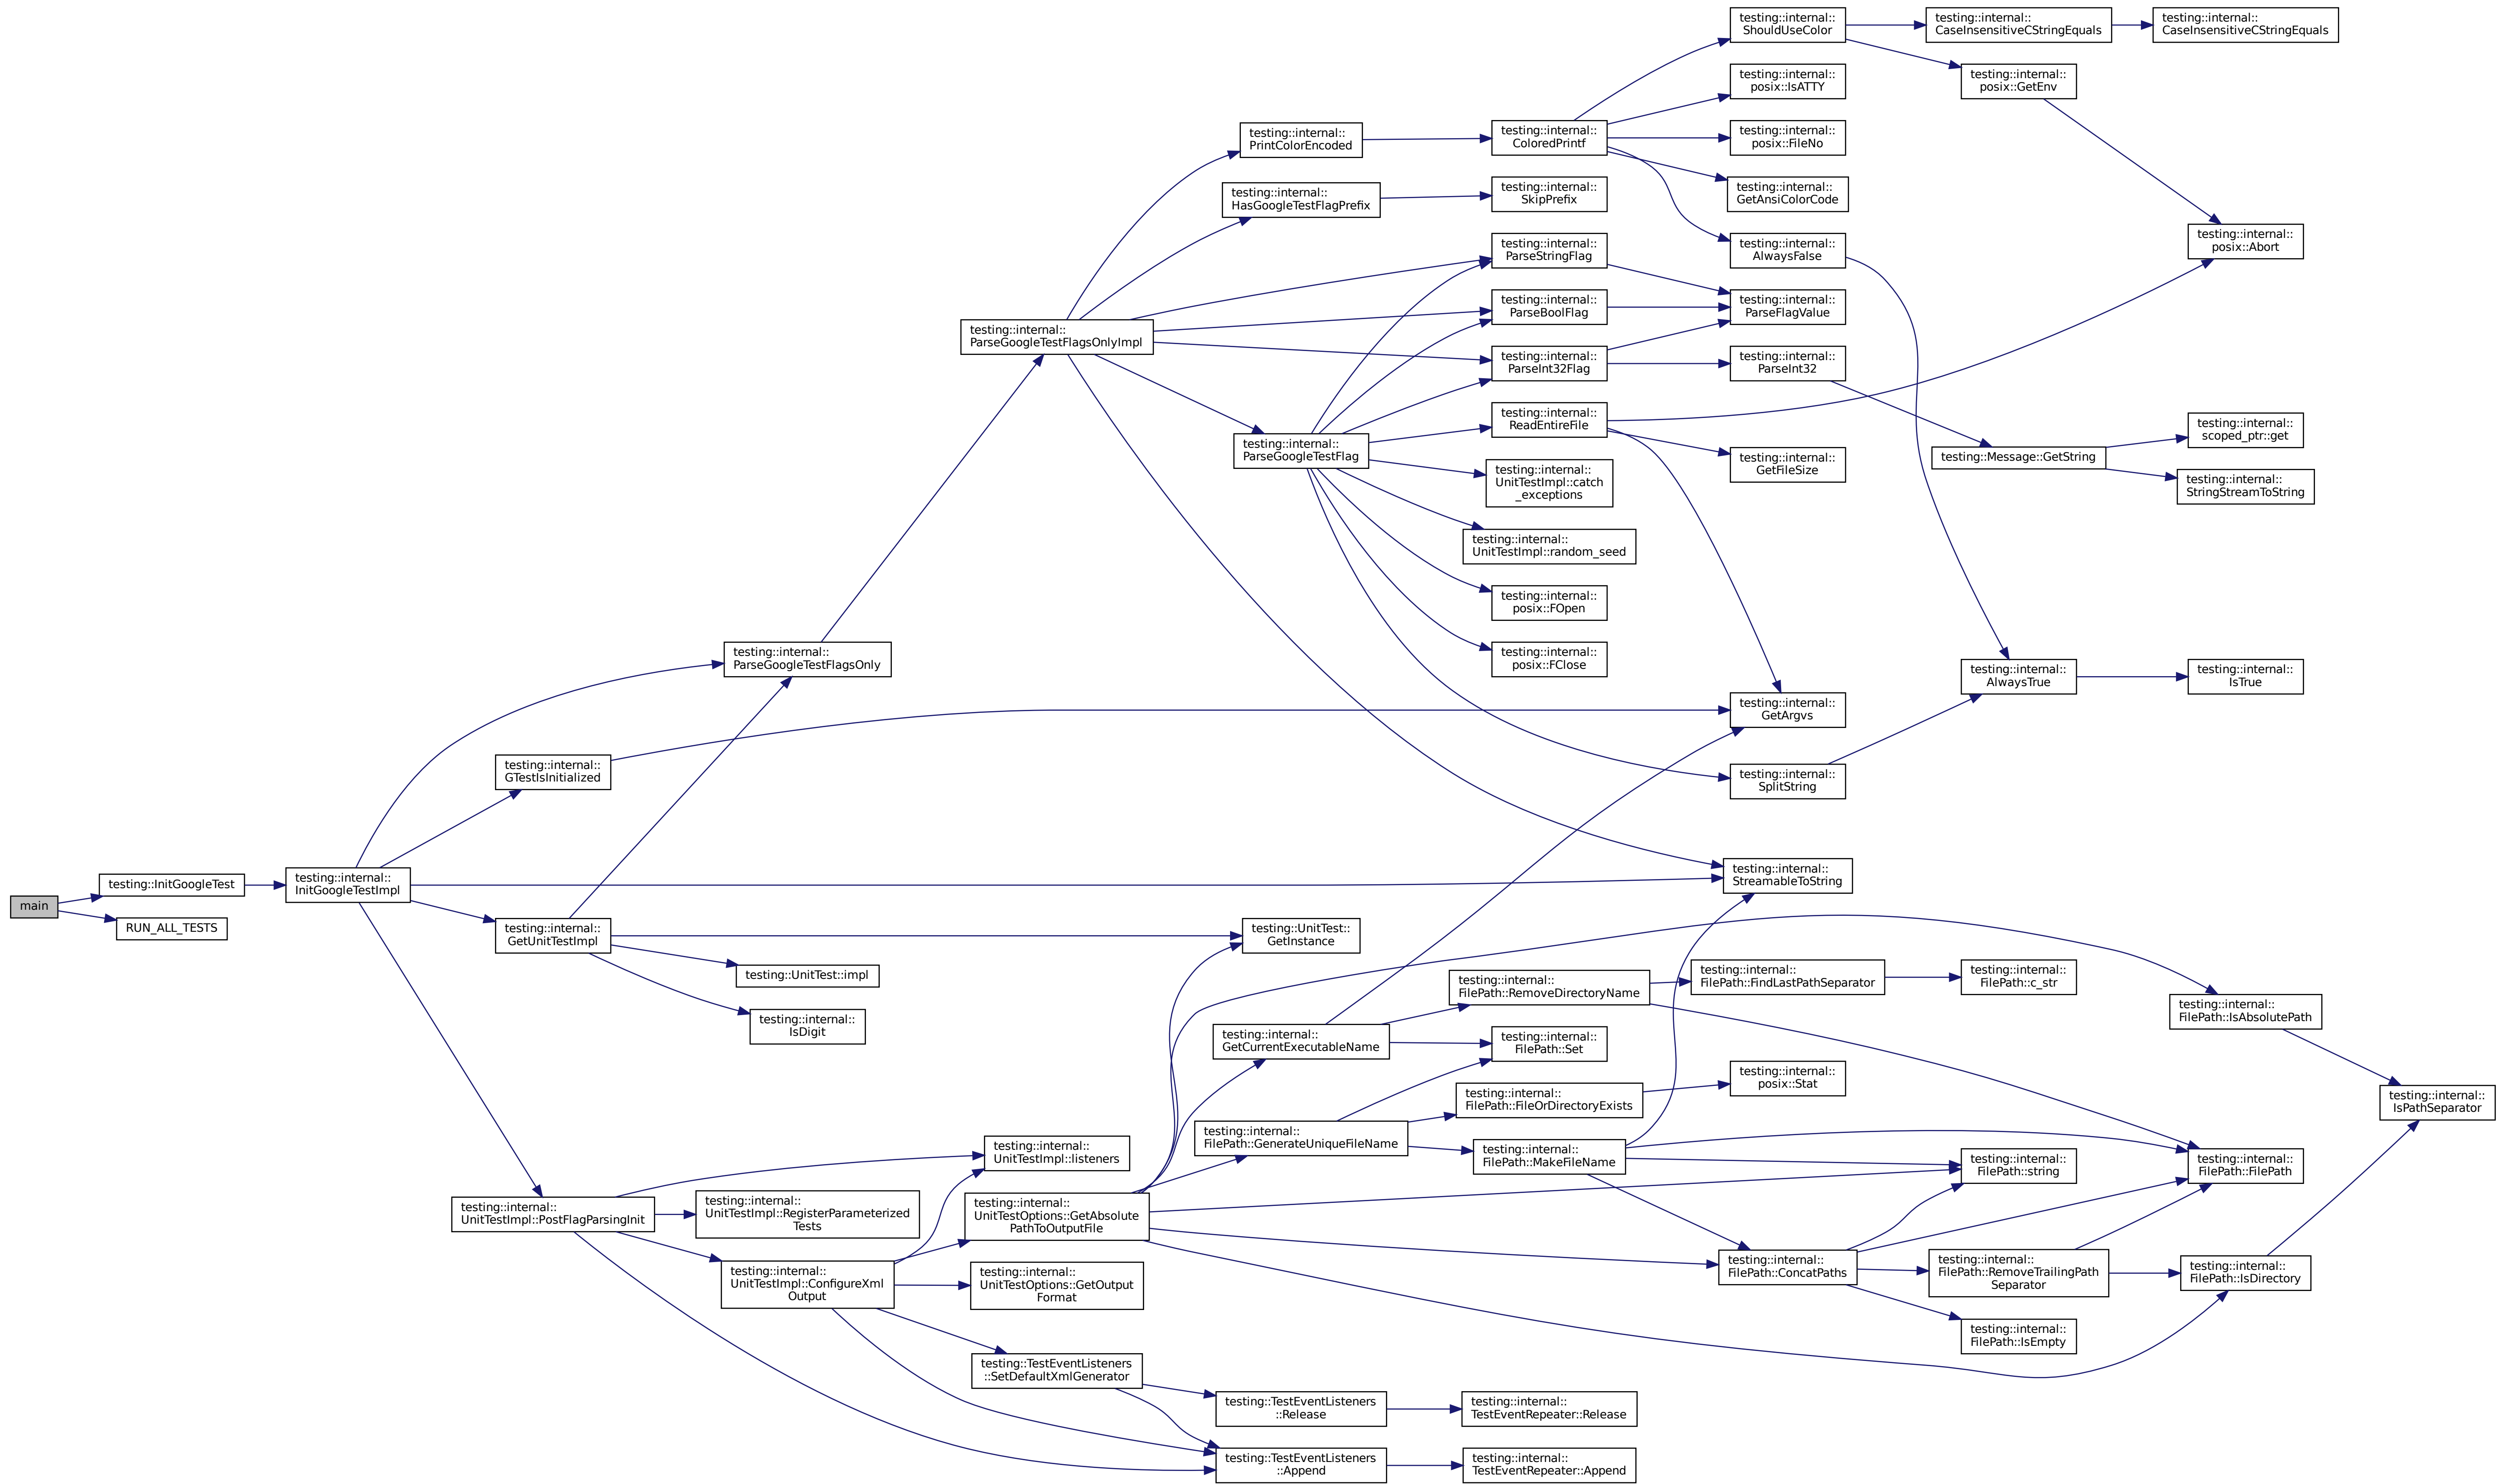 main
testing::InitGoogleTest
RUN_ALL_TESTS
testing::internal::
InitGoogleTestImpl
testing::internal::
GTestIsInitialized
testing::internal::
GetUnitTestImpl
testing::internal::
UnitTestImpl::PostFlagParsingInit
testing::internal::
ParseGoogleTestFlagsOnly
testing::UnitTest::impl
testing::internal::
IsDigit
testing::internal::
UnitTestImpl::RegisterParameterized
Tests
testing::internal::
UnitTestImpl::ConfigureXml
Output
testing::internal::
ParseGoogleTestFlagsOnlyImpl
testing::internal::
UnitTestImpl::listeners
testing::internal::
UnitTestOptions::GetAbsolute
PathToOutputFile
testing::internal::
UnitTestOptions::GetOutput
Format
testing::TestEventListeners
::SetDefaultXmlGenerator
testing::internal::
PrintColorEncoded
testing::internal::
HasGoogleTestFlagPrefix
testing::internal::
ParseGoogleTestFlag
testing::UnitTest::
GetInstance
testing::internal::
GetCurrentExecutableName
testing::internal::
FilePath::GenerateUniqueFileName
testing::TestEventListeners
::Release
testing::TestEventListeners
::Append
testing::internal::
ColoredPrintf
testing::internal::
SkipPrefix
testing::internal::
ParseStringFlag
testing::internal::
ParseBoolFlag
testing::internal::
ParseInt32Flag
testing::internal::
ReadEntireFile
testing::internal::
UnitTestImpl::catch
_exceptions
testing::internal::
UnitTestImpl::random_seed
testing::internal::
posix::FOpen
testing::internal::
posix::FClose
testing::internal::
FilePath::RemoveDirectoryName
testing::internal::
FilePath::Set
testing::internal::
FilePath::FileOrDirectoryExists
testing::internal::
FilePath::MakeFileName
testing::internal::
TestEventRepeater::Release
testing::internal::
TestEventRepeater::Append
testing::internal::
ShouldUseColor
testing::internal::
posix::IsATTY
testing::internal::
posix::FileNo
testing::internal::
GetAnsiColorCode
testing::internal::
AlwaysFalse
testing::internal::
ParseFlagValue
testing::internal::
ParseInt32
testing::internal::
GetFileSize
testing::internal::
GetArgvs
testing::internal::
SplitString
testing::internal::
StreamableToString
testing::internal::
FilePath::FindLastPathSeparator
testing::internal::
posix::Stat
testing::internal::
FilePath::ConcatPaths
testing::internal::
CaseInsensitiveCStringEquals
testing::internal::
posix::GetEnv
testing::Message::GetString
testing::internal::
AlwaysTrue
testing::internal::
FilePath::c_str
testing::internal::
FilePath::string
testing::internal::
FilePath::RemoveTrailingPath
Separator
testing::internal::
FilePath::IsEmpty
testing::internal::
CaseInsensitiveCStringEquals
testing::internal::
posix::Abort
testing::internal::
scoped_ptr::get
testing::internal::
StringStreamToString
testing::internal::
IsTrue
testing::internal::
FilePath::IsAbsolutePath
testing::internal::
FilePath::FilePath
testing::internal::
FilePath::IsDirectory
testing::internal::
IsPathSeparator